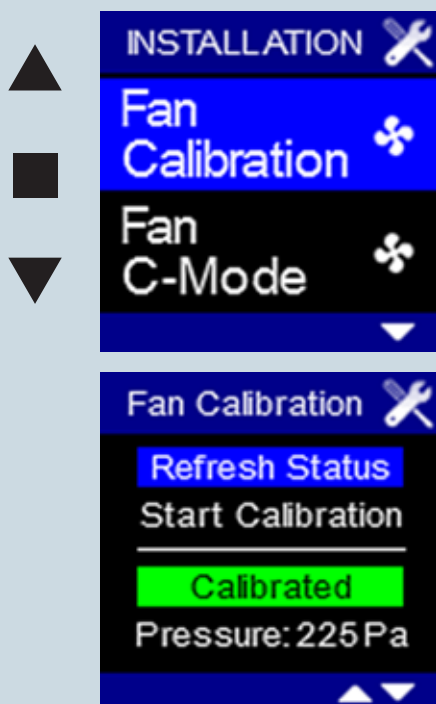 INSTALLATION
Fan
Calibration
Fan
C-Mode
Fan Calibration
Refresh Status
Start Calibration
Calibrated
Pressure: 225 Pa